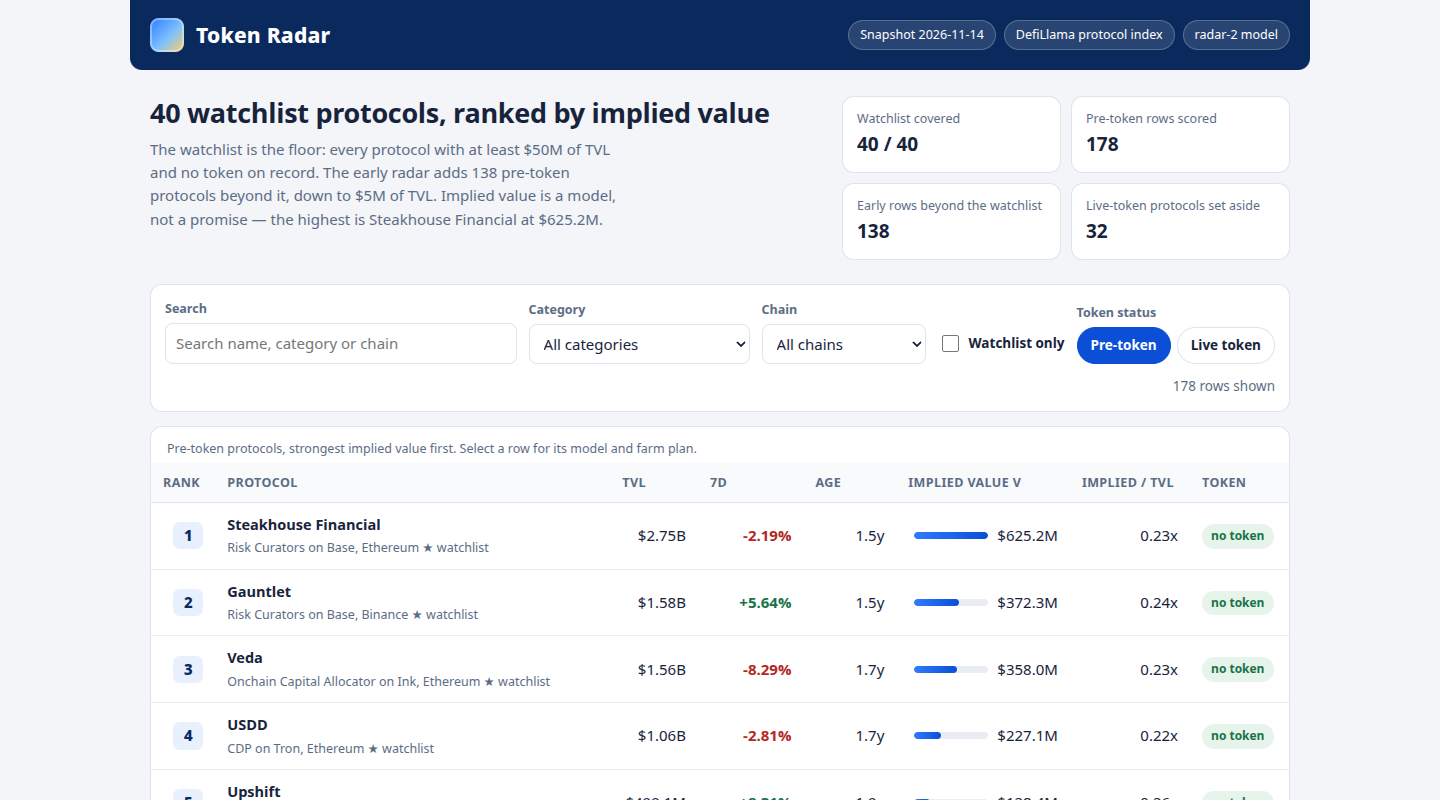 Token Radar
Snapshot 2026-11-14
DefiLlama protocol index
radar-2 model
40 watchlist protocols, ranked by implied value
The watchlist is the floor: every protocol with at least $50M of TVL
and no token on record. The early radar adds 138 pre-token
protocols beyond it, down to $5M of TVL. Implied value is a model,
not a promise — the highest is Steakhouse Financial at $625.2M.
Watchlist covered
40 / 40
Pre-token rows scored
178
Early rows beyond the watchlist
138
Live-token protocols set aside
32
Search
Search name, category or chain
Category
All categories
Chain
All chains
Watchlist only
Token status
Pre-token
Live token
178 rows shown
Pre-token protocols, strongest implied value first. Select a row for its model and farm plan.
RANK PROTOCOL TVL 7D AGE IMPLIED VALUE V IMPLIED / TVL TOKEN
1 Steakhouse Financial $2.75B -2.19% 1.5y $625.2M 0.23x no token
Risk Curators on Base, Ethereum ★ watchlist
2 Gauntlet $1.58B +5.64% 1.5y $372.3M 0.24x no token
Risk Curators on Base, Binance ★ watchlist
3 Veda $1.56B -8.29% 1.7y $358.0M 0.23x no token
Onchain Capital Allocator on Ink, Ethereum ★ watchlist
4 USDD $1.06B -2.81% 1.7y $227.1M 0.22x no token
CDP on Tron, Ethereum ★ watchlist
Upshift